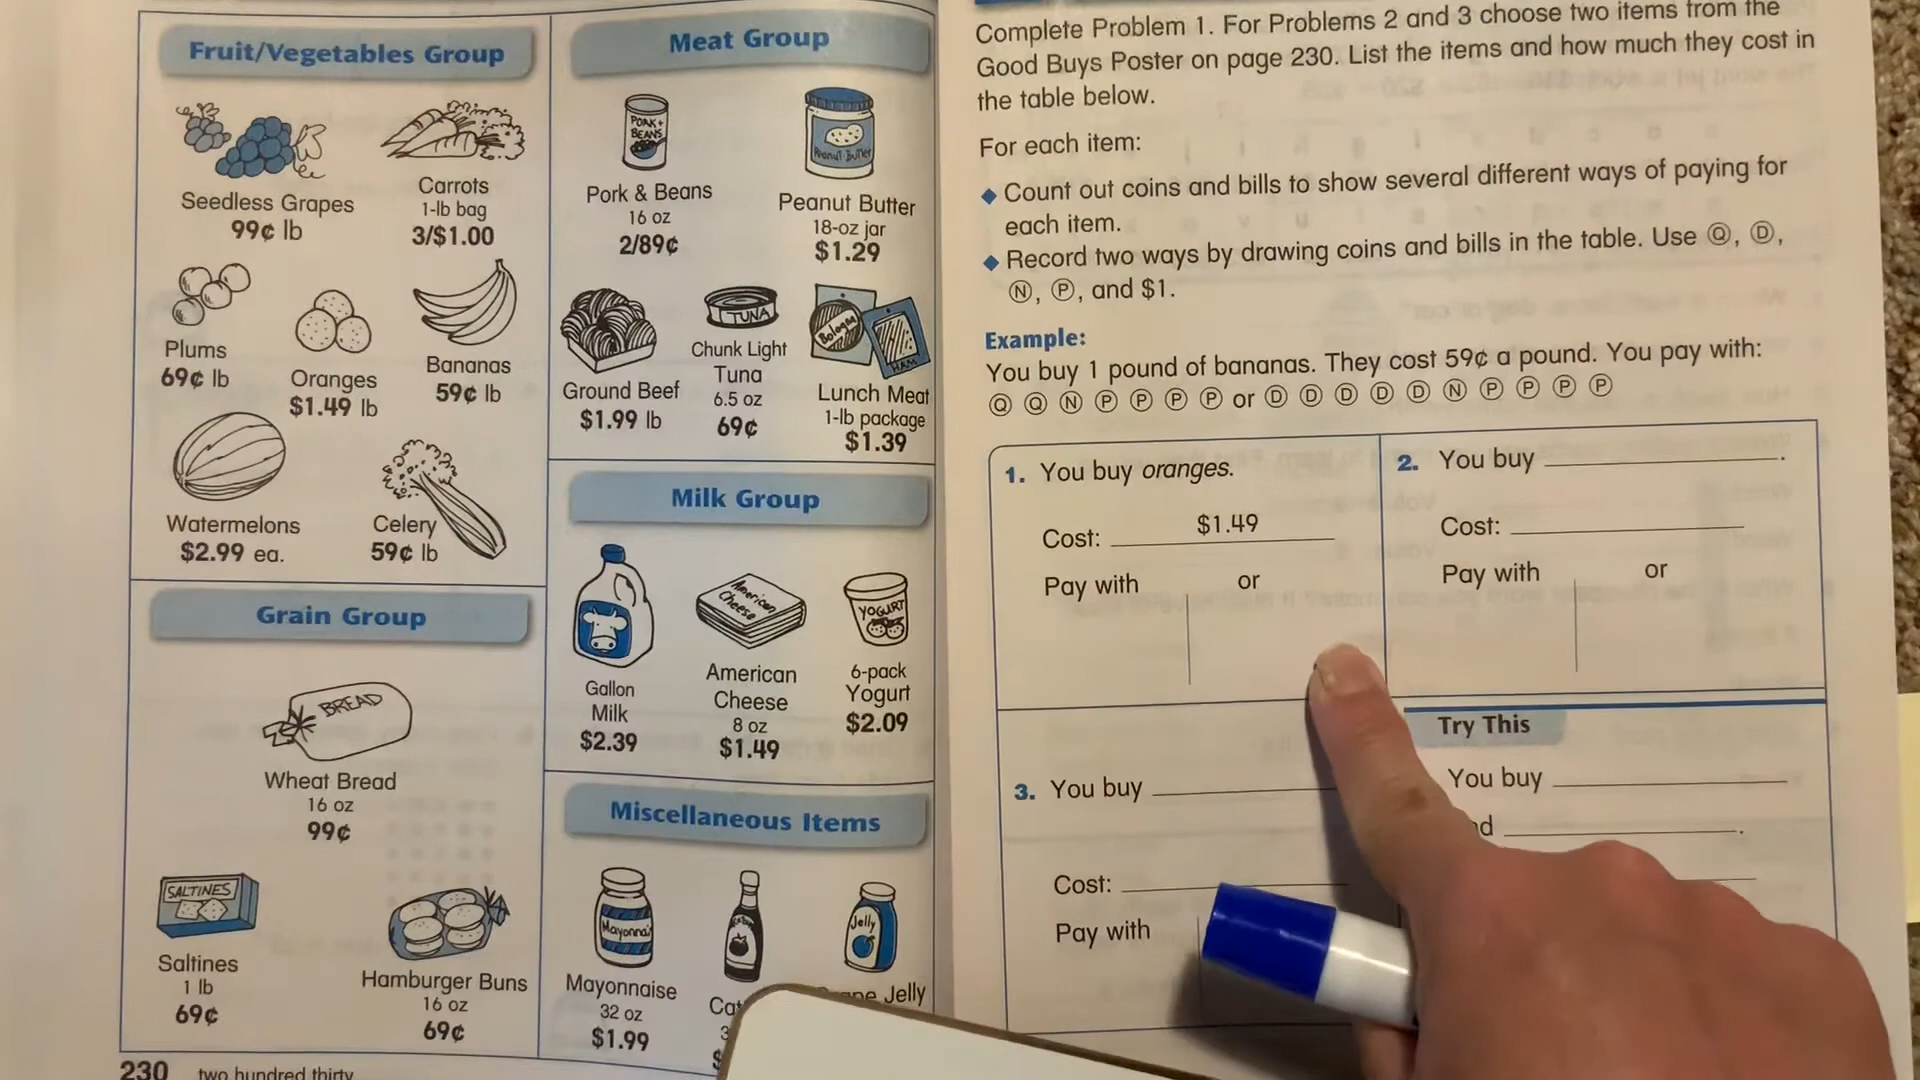 Fruit/Vegetables Group
Seedless Grapes
99¢ lb
Carrots
1-lb bag
3/$1.00
Plums
69¢ lb
Oranges
$1.49 lb
Bananas
59¢ lb
Watermelons
$2.99 ea.
Celery
59¢ lb
Grain Group
BREAD
Wheat Bread
16 oz
99¢
SALTINES
Saltines
1 lb
69¢
Hamburger Buns
16 oz
69¢
230 two hundred thirty
Meat Group
PORK +
BEANS
Pork & Beans
16 oz
2/89¢
Peanut Butter
Peanut Butter
18-oz jar
$1.29
Ground Beef
$1.99 lb
TUNA
Chunk Light
Tuna
6.5 oz
69¢
Bologna
HAM
Lunch Meat
1-lb package
$1.39
Milk Group
Gallon
Milk
$2.39
American
Cheese
American
Cheese
8 oz
$1.49
YOGURT
6-pack
Yogurt
$2.09
Miscellaneous Items
Mayonnaise
32 oz
$1.99
Jelly
Jelly
Complete Problem 1. For Problems 2 and 3 choose two items from the
Good Buys Poster on page 230. List the items and how much they cost in
the table below.
For each item:
◆ Count out coins and bills to show several different ways of paying for
each item.
◆ Record two ways by drawing coins and bills in the table. Use Ⓠ, Ⓓ,
Ⓝ, Ⓟ, and $1.
Example:
You buy 1 pound of bananas. They cost 59¢ a pound. You pay with:
Ⓠ Ⓠ Ⓝ Ⓟ Ⓟ Ⓟ Ⓟ or Ⓓ Ⓓ Ⓓ Ⓓ Ⓓ Ⓝ Ⓟ Ⓟ Ⓟ Ⓟ
1. You buy oranges.
Cost: $1.49
Pay with or
2. You buy .
Cost:
Pay with or
3. You buy
Cost:
Pay with
Try This
You buy
.